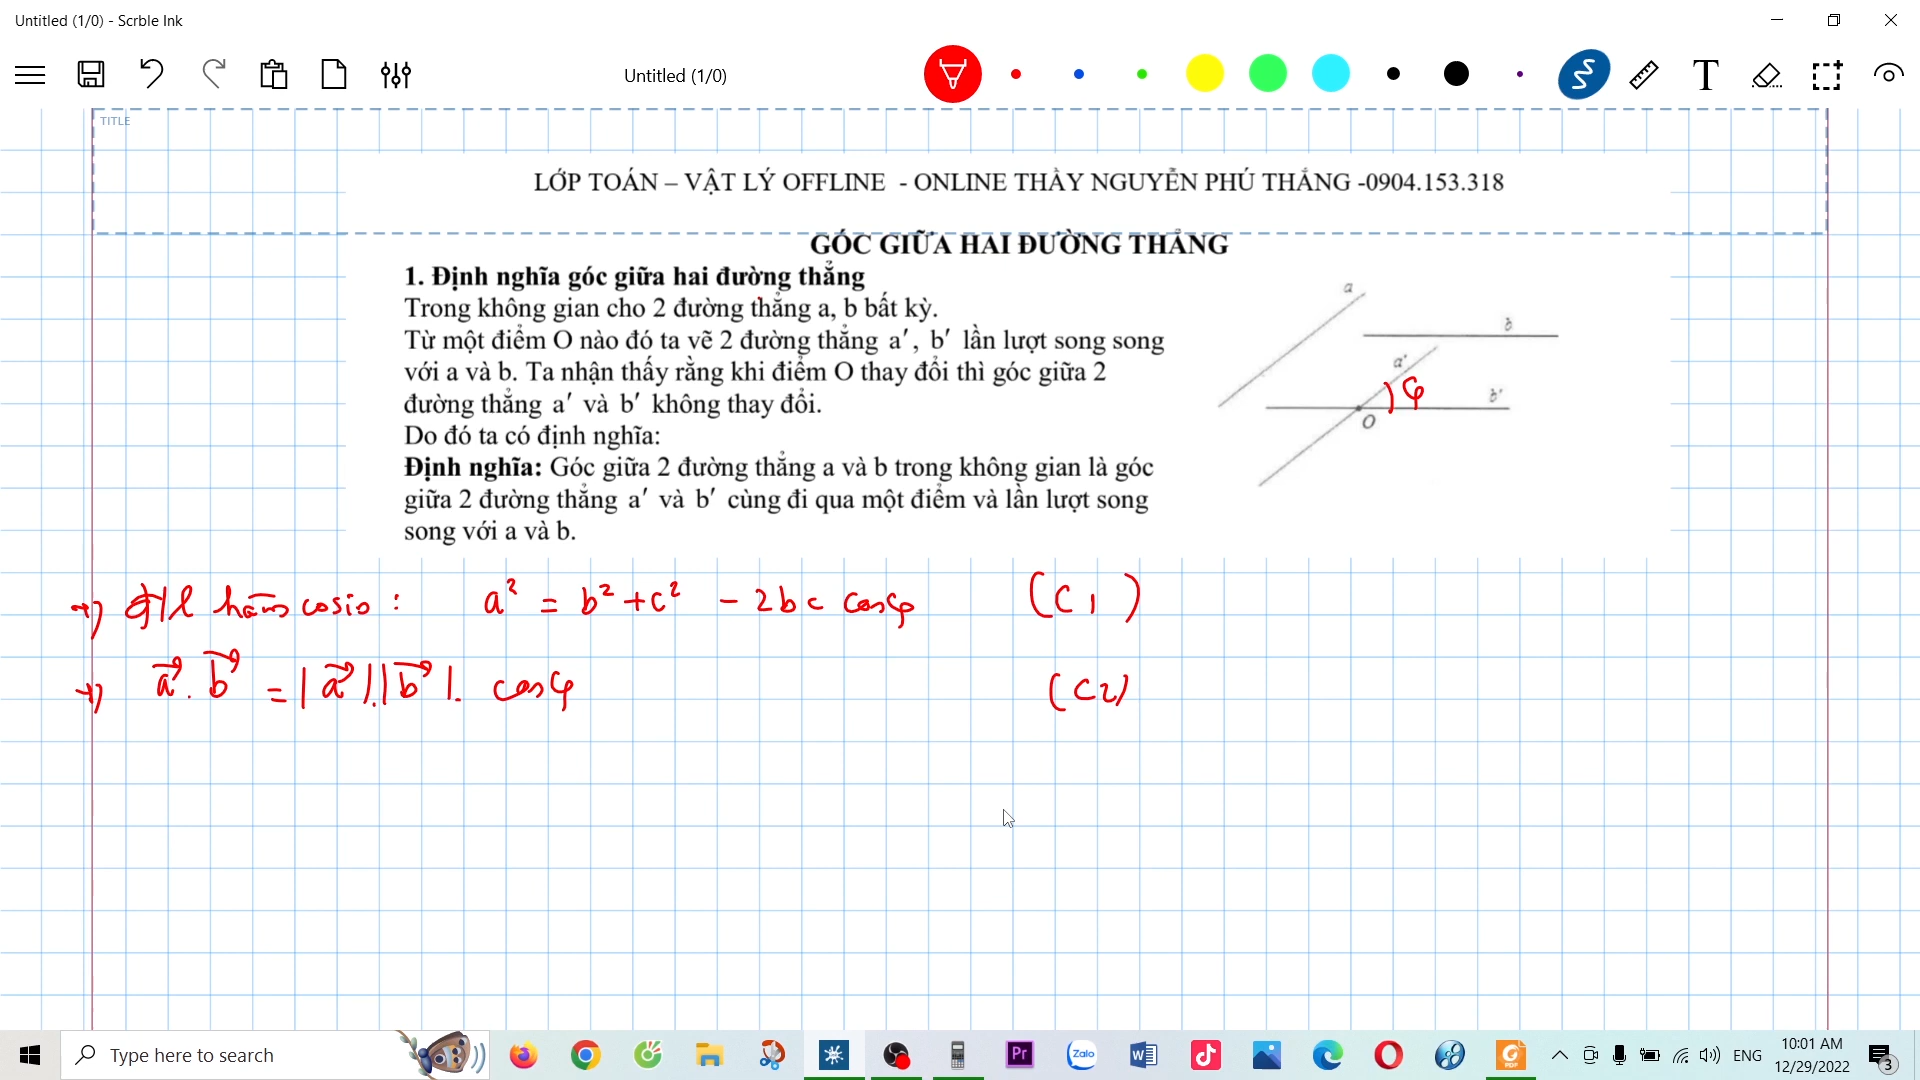 Untitled (1/0) - Scrble Ink
Untitled (1/0)
T
TITLE
LỚP TOÁN – VẬT LÝ OFFLINE - ONLINE THẦY NGUYỄN PHÚ THẮNG -0904.153.318
GÓC GIỮA HAI ĐƯỜNG THẲNG
1. Định nghĩa góc giữa hai đường thẳng
Trong không gian cho 2 đường thẳng a, b bất kỳ.
Từ một điểm O nào đó ta vẽ 2 đường thẳng a′, b′ lần lượt song song
với a và b. Ta nhận thấy rằng khi điểm O thay đổi thì góc giữa 2
đường thẳng a′ và b′ không thay đổi.
Do đó ta có định nghĩa:
Định nghĩa: Góc giữa 2 đường thẳng a và b trong không gian là góc
giữa 2 đường thẳng a′ và b′ cùng đi qua một điểm và lần lượt song
song với a và b.
a
b
a'
φ
b'
O
+) Đ/l hàm cosin : a² = b² + c² - 2bc cosφ (C1)
+) a⃗ . b⃗ = |a⃗|.|b⃗|. cosφ (C2)
Type here to search
Pr
Zalo
W
PDF
ENG
10:01 AM
12/29/2022
3